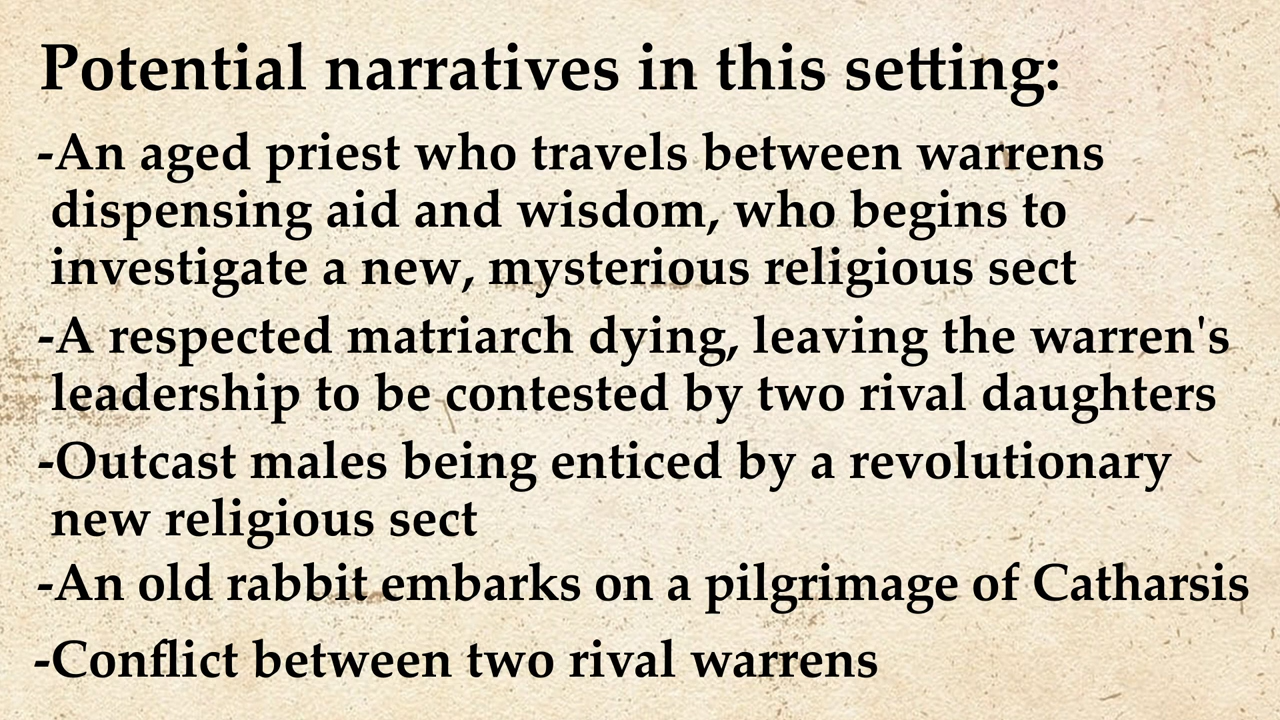 Potential narratives in this setting:
-An aged priest who travels between warrens
dispensing aid and wisdom, who begins to
investigate a new, mysterious religious sect
-A respected matriarch dying, leaving the warren's
leadership to be contested by two rival daughters
-Outcast males being enticed by a revolutionary
new religious sect
-An old rabbit embarks on a pilgrimage of Catharsis
-Conflict between two rival warrens